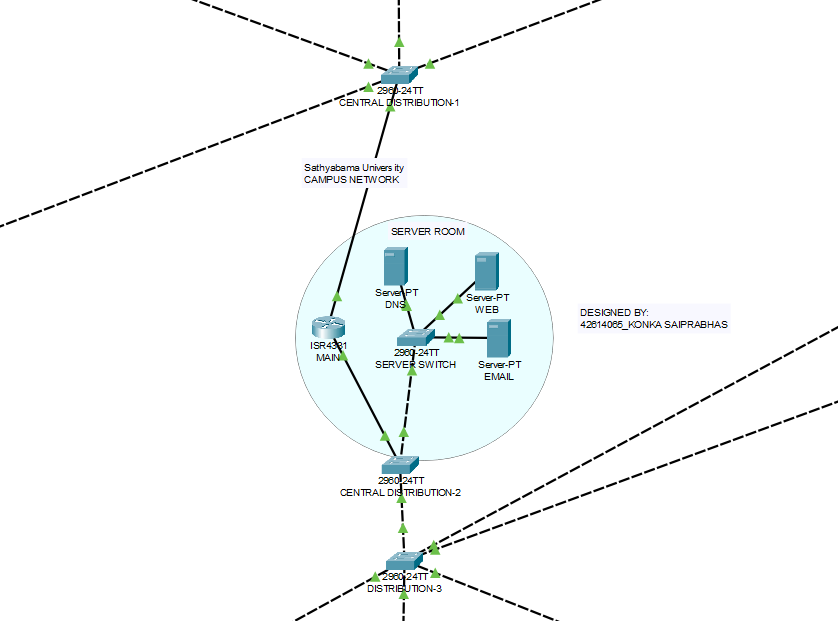 2960-24TT
CENTRAL DISTRIBUTION-1
Sathyabama University
CAMPUS NETWORK
SERVER ROOM
Server-PT
DNS
Server-PT
WEB
DESIGNED BY:
42614065_KONKA SAIPRABHAS
ISR4331
MAIN
2960-24TT
SERVER SWITCH
Server-PT
EMAIL
2960-24TT
CENTRAL DISTRIBUTION-2
2960-24TT
DISTRIBUTION-3